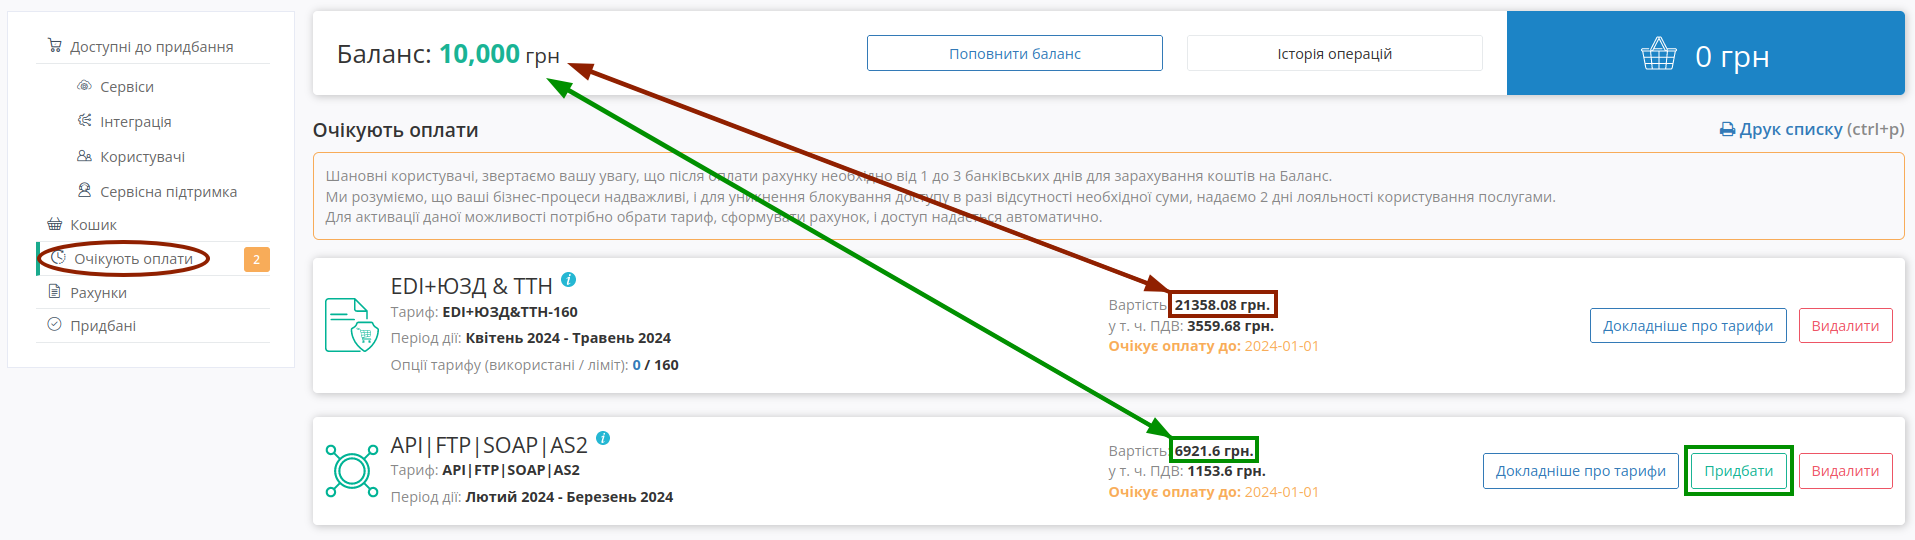 Доступні до придбання
Сервіси
Інтеграція
Користувачі
Сервісна підтримка
Кошик
Очікують оплати 2
Рахунки
Придбані
Баланс: 10,000 грн
Поповнити баланс
Історія операцій
0 грн
Очікують оплати
Друк списку (ctrl+p)
Шановні користувачі, звертаємо вашу увагу, що після оплати рахунку необхідно від 1 до 3 банківських днів для зарахування коштів на Баланс.
Ми розуміємо, що ваші бізнес-процеси надважливі, і для уникнення блокування доступу в разі відсутності необхідної суми, надаємо 2 дні лояльності користування послугами.
Для активації даної можливості потрібно обрати тариф, сформувати рахунок, і доступ надається автоматично.
EDI+ЮЗД & ТТН
Тариф: EDI+ЮЗД&ТТН-160
Період дії: Квітень 2024 - Травень 2024
Опції тарифу (використані / ліміт): 0 / 160
Вартість: 21358.08 грн.
у т. ч. ПДВ: 3559.68 грн.
Очікує оплату до: 2024-01-01
Докладніше про тарифи
Видалити
API|FTP|SOAP|AS2
Тариф: API|FTP|SOAP|AS2
Період дії: Лютий 2024 - Березень 2024
Вартість: 6921.6 грн.
у т. ч. ПДВ: 1153.6 грн.
Очікує оплату до: 2024-01-01
Докладніше про тарифи
Придбати
Видалити